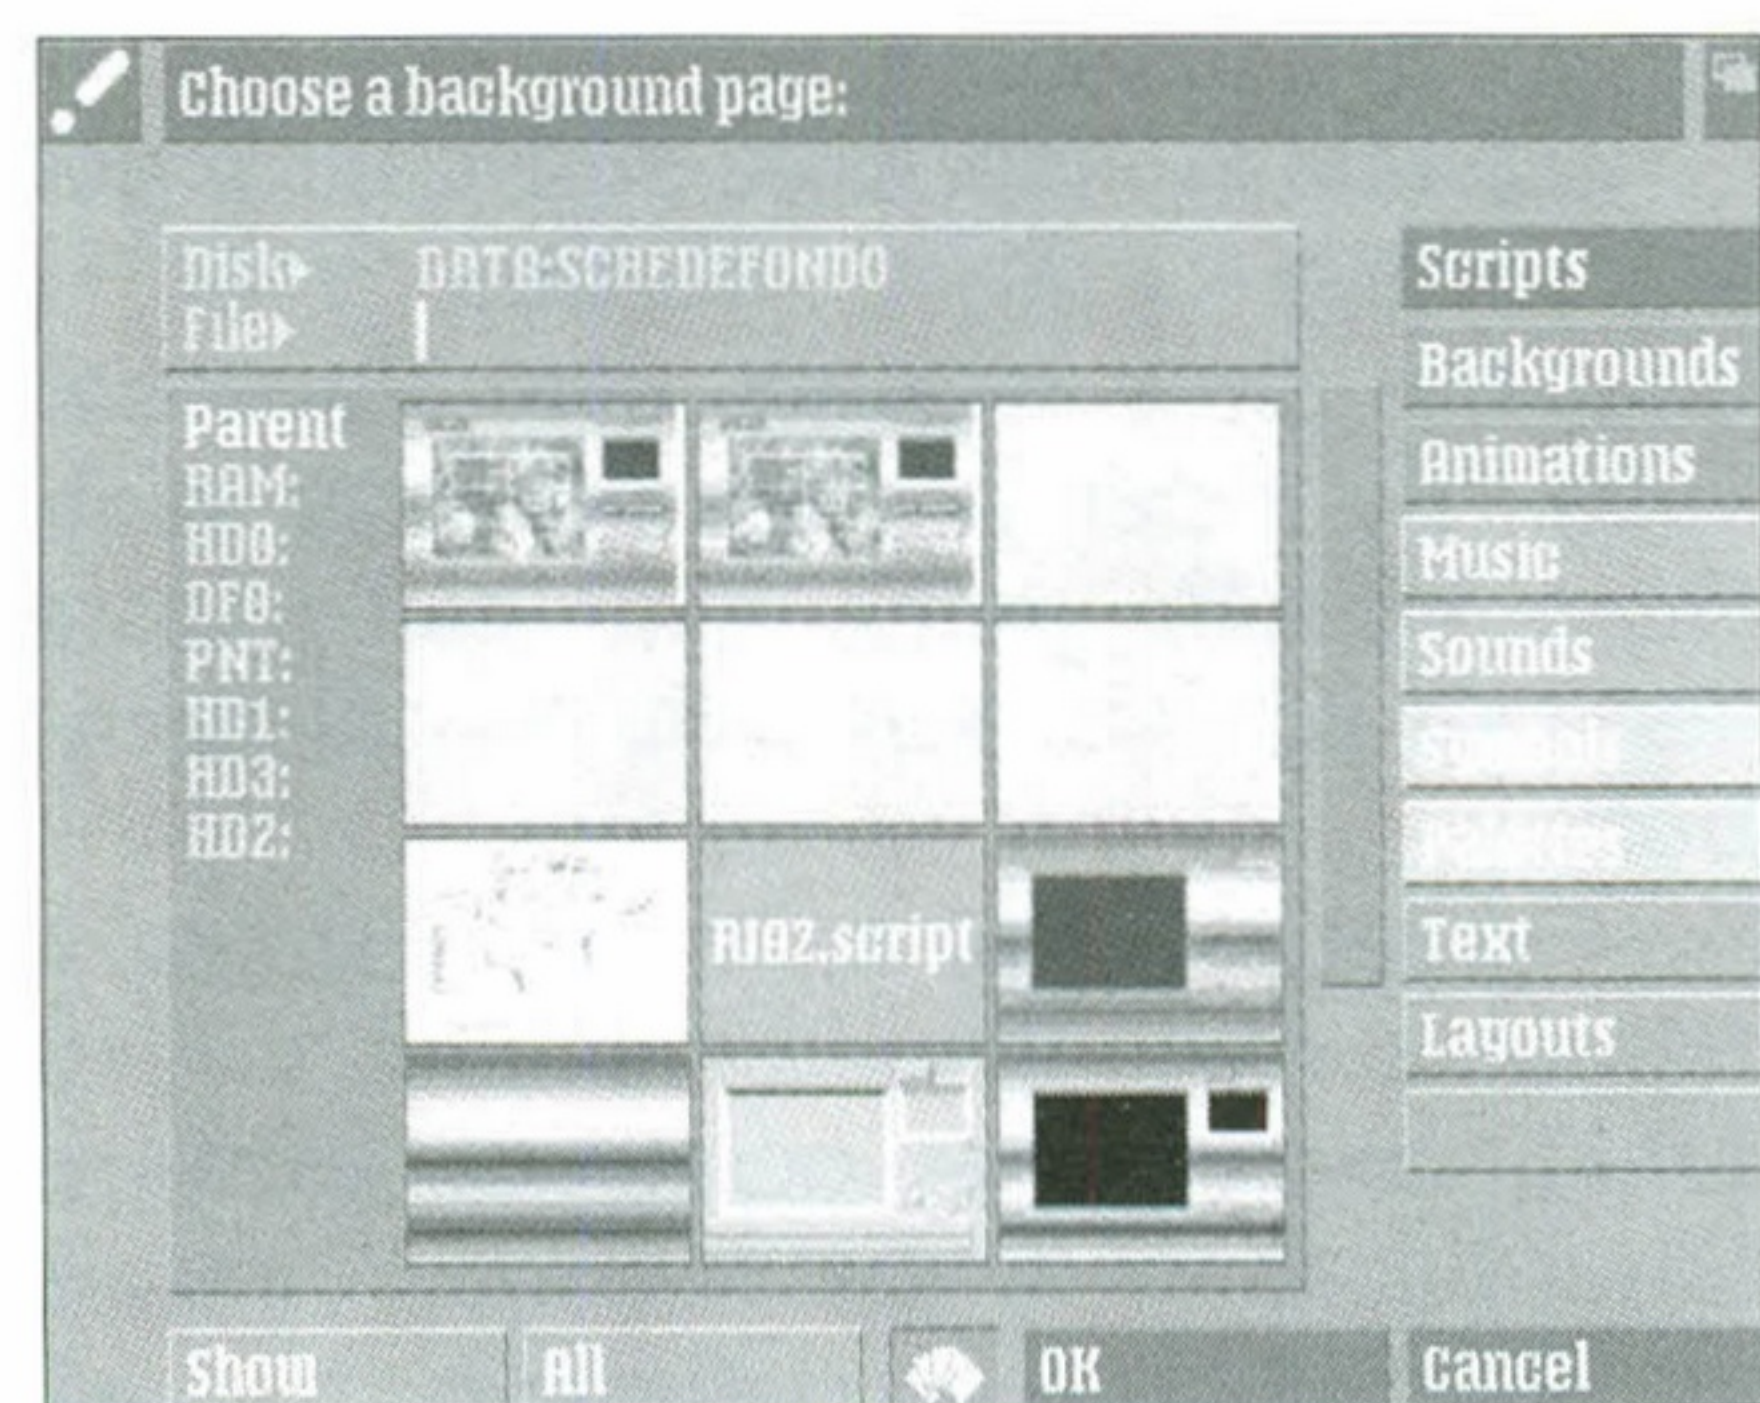 Choose a background page:
Disk
DATA:SCHEDEFONDO
File
Parent
RAM:
HD0:
DF0:
PNT:
HD1:
HD3:
HD2:
RI02.script
Scripts
Backgrounds
Animations
Music
Sounds
Text
Layouts
Show
All
OK
Cancel